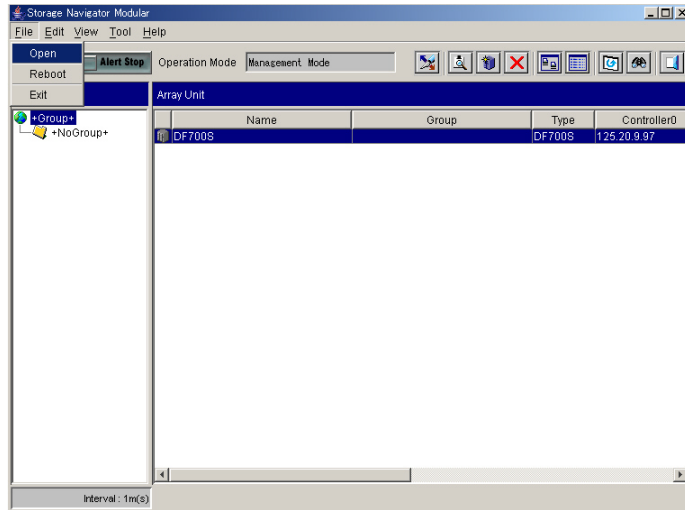 Storage Navigator Modular
File Edit View Tool Help
Open
Reboot
Exit
Alert Stop
Operation Mode Management Mode
Array Unit
+Group+
+NoGroup+
Name Group Type Controller0
DF700S DF700S 125.20.9.97
Interval : 1m(s)